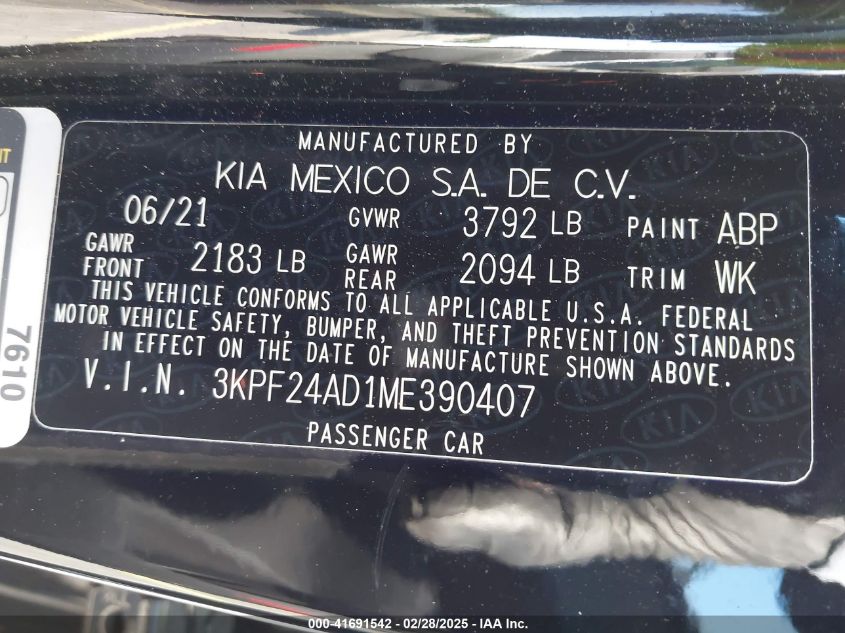 MANUFACTURED BY
KIA MEXICO S.A. DE C.V.
06/21 GVWR 3792 LB PAINT ABP
GAWR FRONT 2183 LB GAWR REAR 2094 LB TRIM WK
THIS VEHICLE CONFORMS TO ALL APPLICABLE U.S.A. FEDERAL
MOTOR VEHICLE SAFETY, BUMPER, AND THEFT PREVENTION STANDARDS
IN EFFECT ON THE DATE OF MANUFACTURE SHOWN ABOVE.
V.I.N. 3KPF24AD1ME390407
PASSENGER CAR
7610
000-41691542 - 02/28/2025 - IAA Inc.